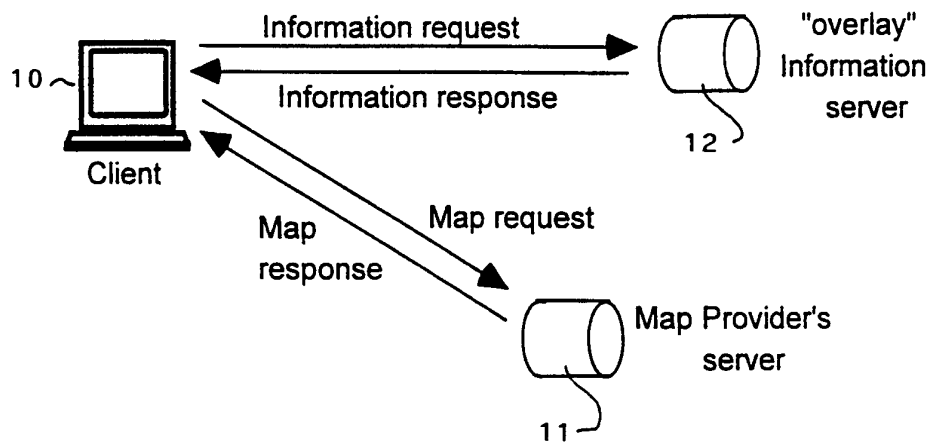 Information request
"overlay"
Information
server
10
Information response
12
Client
Map request
Map
response
Map Provider's
server
11